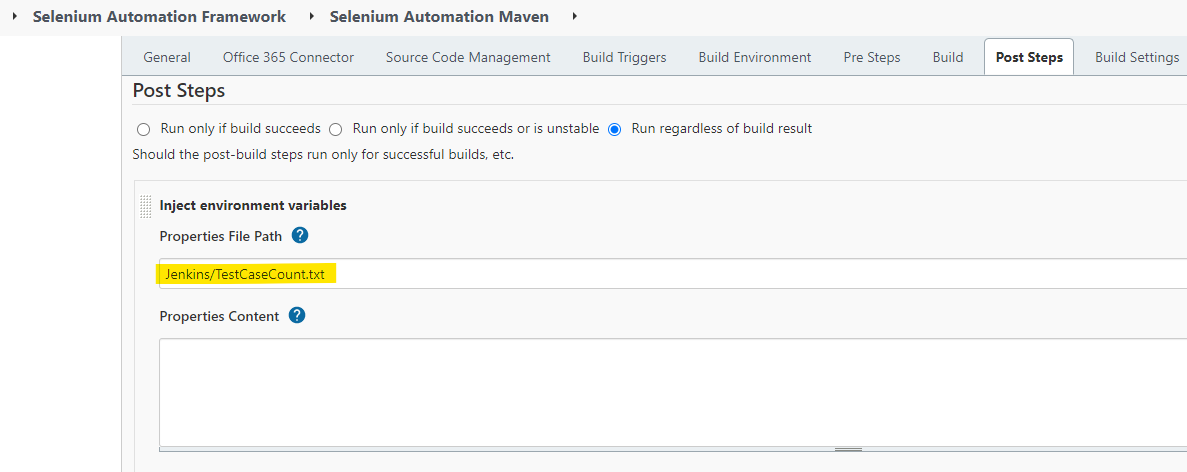 Selenium Automation Framework Selenium Automation Maven
General Office 365 Connector Source Code Management Build Triggers Build Environment Pre Steps Build Post Steps Build Settings
Post Steps
Run only if build succeeds Run only if build succeeds or is unstable Run regardless of build result
Should the post-build steps run only for successful builds, etc.
Inject environment variables
Properties File Path ?
Jenkins/TestCaseCount.txt
Properties Content ?